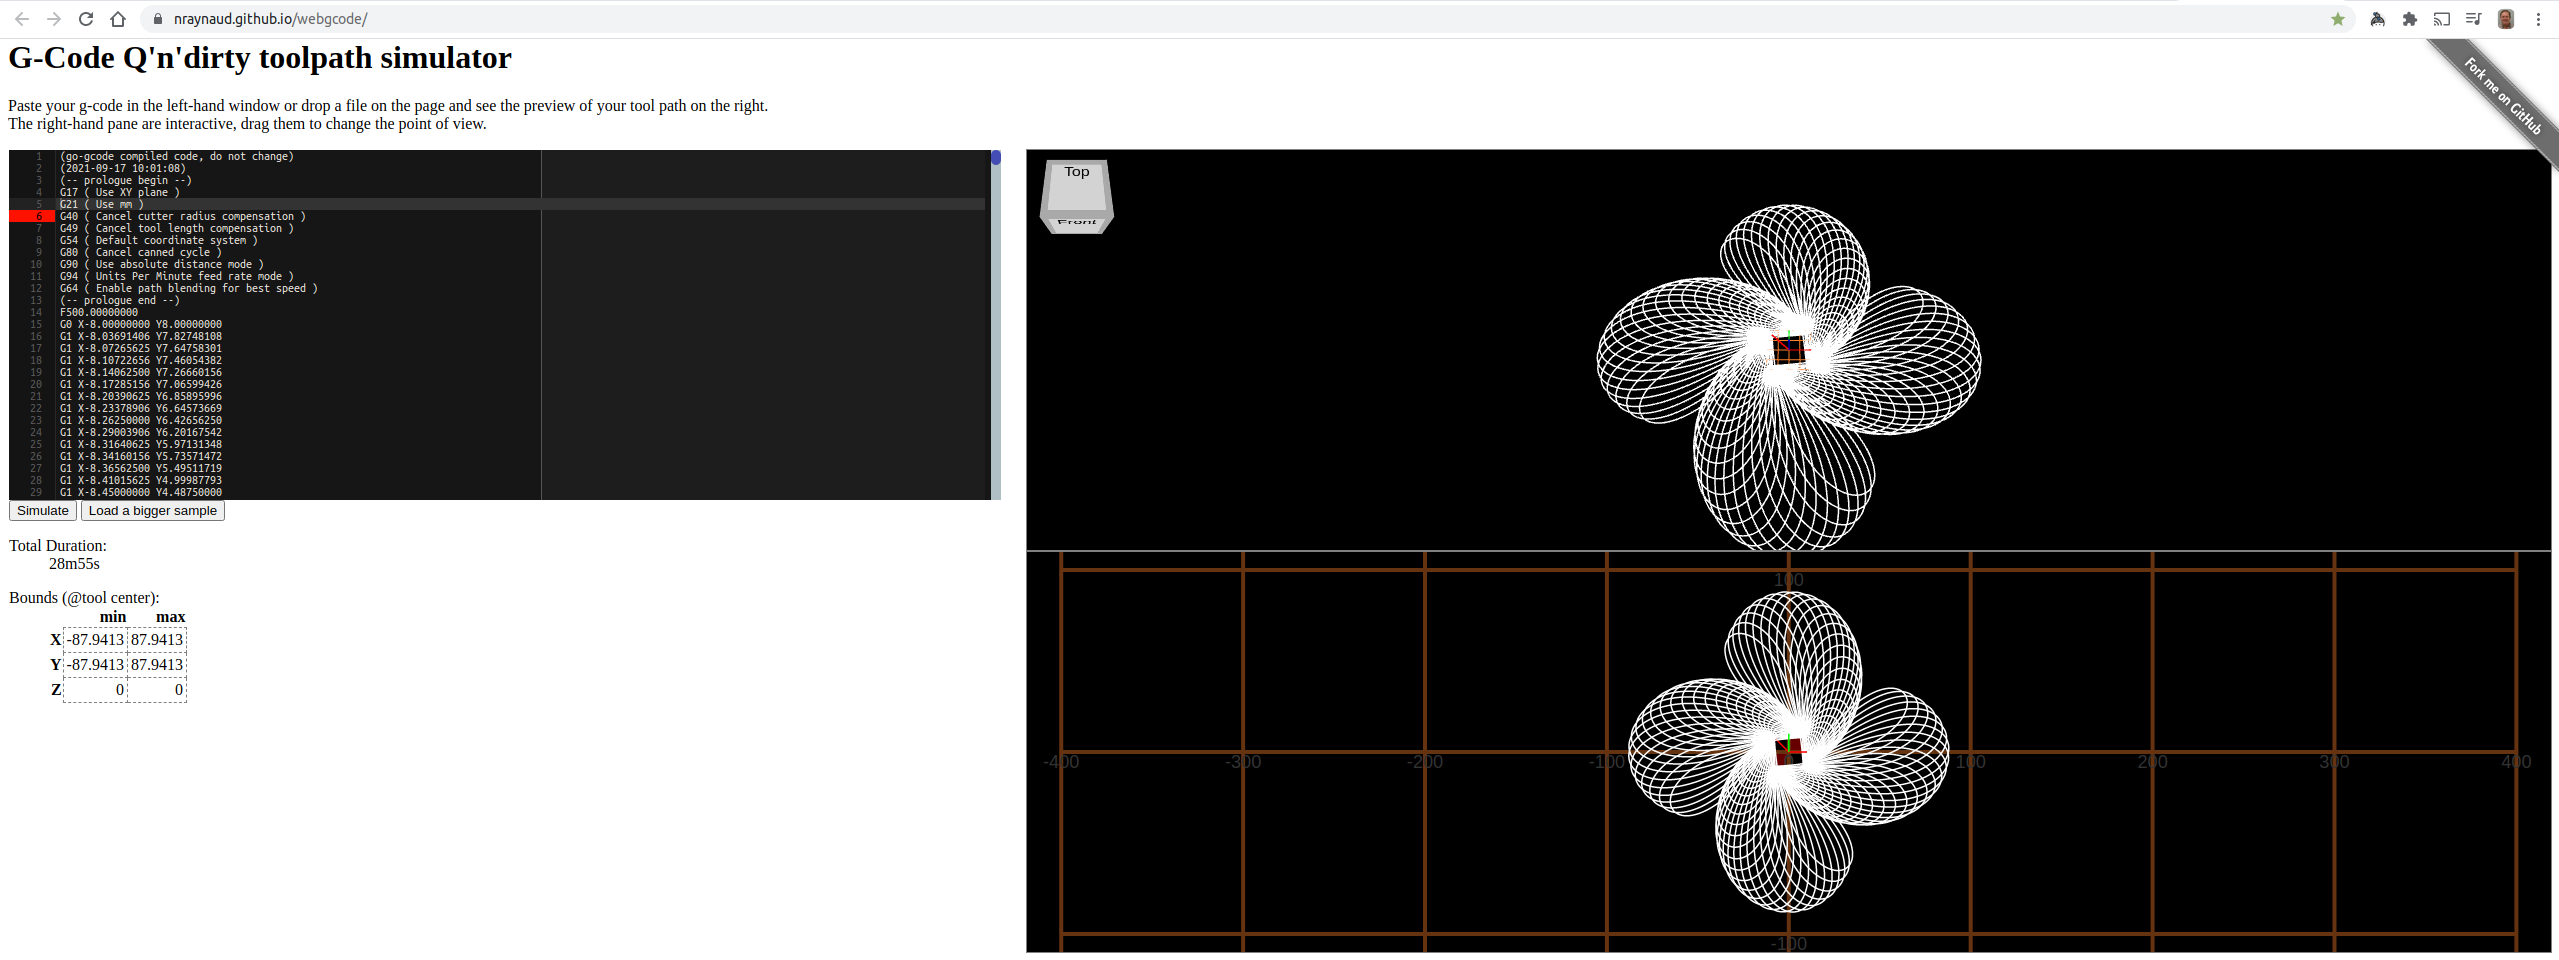 nraynaud.github.io/webgcode/
G-Code Q'n'dirty toolpath simulator
Fork me on GitHub
Paste your g-code in the left-hand window or drop a file on the page and see the preview of your tool path on the right.
The right-hand pane are interactive, drag them to change the point of view.
1 (go-gcode compiled code, do not change)
2 (2021-09-17 10:01:08)
3 (-- prologue begin --)
4 G17 ( Use XY plane )
5 G21 ( Use mm )
6 G40 ( Cancel cutter radius compensation )
7 G49 ( Cancel tool length compensation )
8 G54 ( Default coordinate system )
9 G80 ( Cancel canned cycle )
10 G90 ( Use absolute distance mode )
11 G94 ( Units Per Minute feed rate mode )
12 G64 ( Enable path blending for best speed )
13 (-- prologue end --)
14 F500.00000000
15 G0 X-8.00000000 Y8.00000000
16 G1 X-8.03691406 Y7.82748108
17 G1 X-8.07265625 Y7.64758301
18 G1 X-8.10722656 Y7.46054382
19 G1 X-8.14062500 Y7.26660156
20 G1 X-8.17285156 Y7.06599426
21 G1 X-8.20390625 Y6.85895996
22 G1 X-8.23378906 Y6.64573669
23 G1 X-8.26250000 Y6.42656250
24 G1 X-8.29003906 Y6.20167542
25 G1 X-8.31640625 Y5.97131348
26 G1 X-8.34160156 Y5.73571472
27 G1 X-8.36562500 Y5.49511719
28 G1 X-8.41015625 Y4.99987793
29 G1 X-8.45000000 Y4.48750000
Simulate Load a bigger sample
Total Duration:
28m55s
Bounds (@tool center):
min max
X -87.9413 87.9413
Y -87.9413 87.9413
Z 0 0
Top
Front
100
-400 -300 -200 -100 0 100 200 300 400
-100